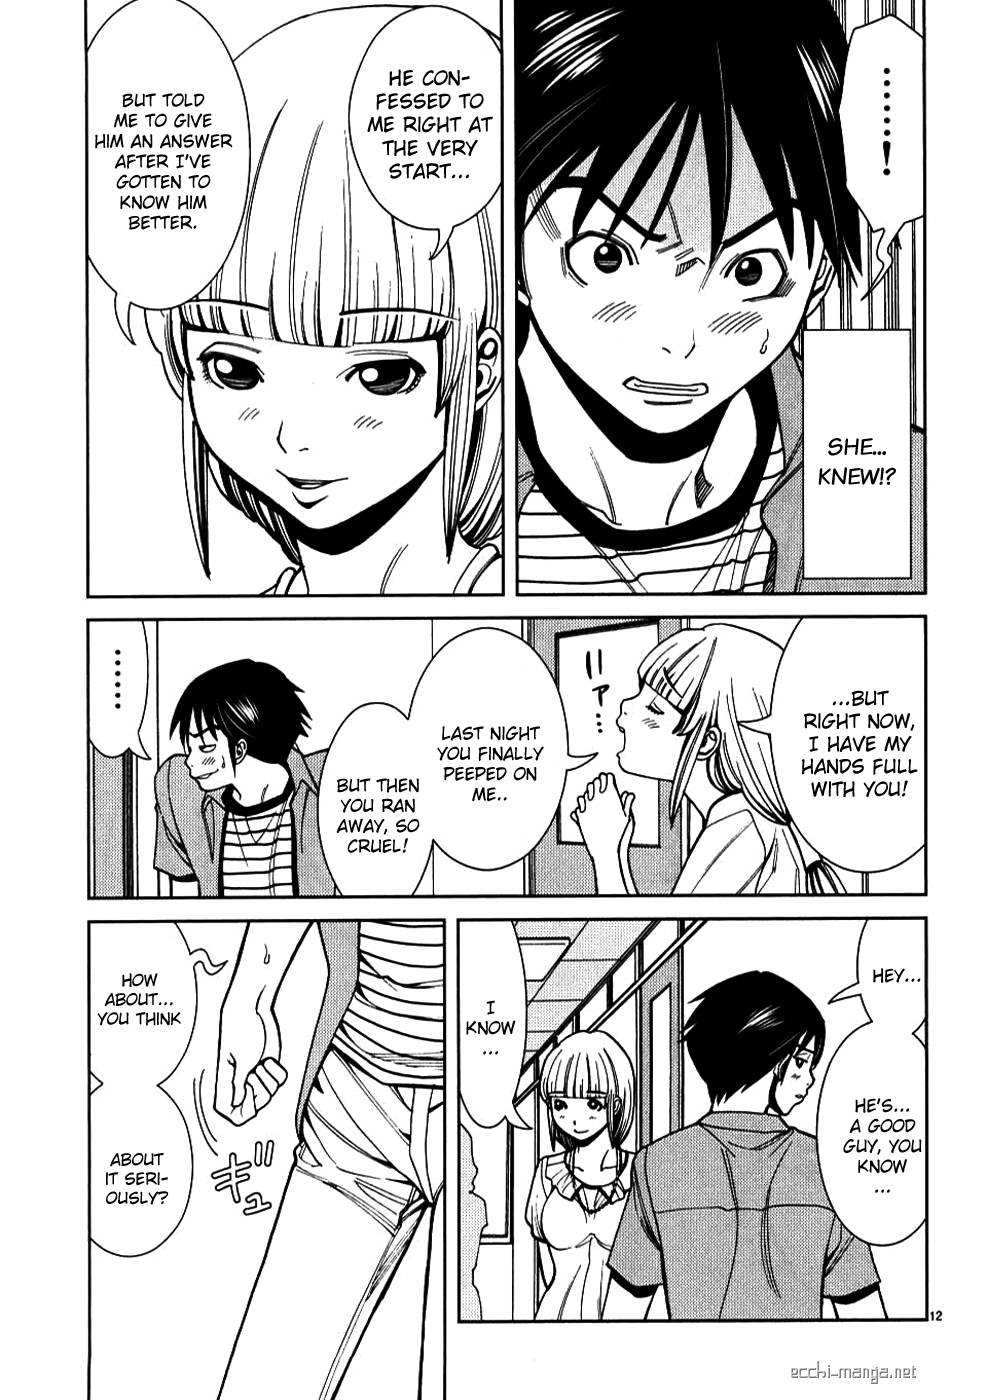 .........!
SHE...
KNEW!?
HE CON-
FESSED TO
ME RIGHT AT
THE VERY
START...
BUT TOLD
ME TO GIVE
HIM AN ANSWER
AFTER I'VE
GOTTEN TO
KNOW HIM
BETTER.
...BUT
RIGHT NOW,
I HAVE MY
HANDS FULL
WITH YOU!
ハァ…
LAST NIGHT
YOU FINALLY
PEEPED ON
ME..
BUT THEN
YOU RAN
AWAY, SO
CRUEL!
.......
HEY...
HE'S...
A GOOD
GUY, YOU
KNOW
...
I
KNOW
...
HOW
ABOUT...
YOU THINK
ABOUT
IT SERI-
OUSLY?
ギュ
12
ecchi-manga.net